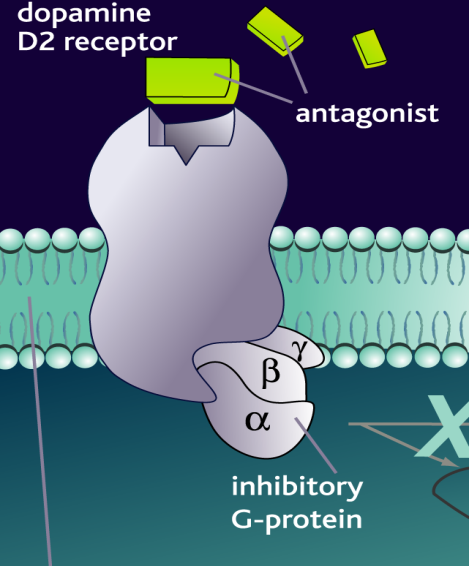 dopamine
D2 receptor
antagonist
γ
β
α
X
inhibitory
G-protein